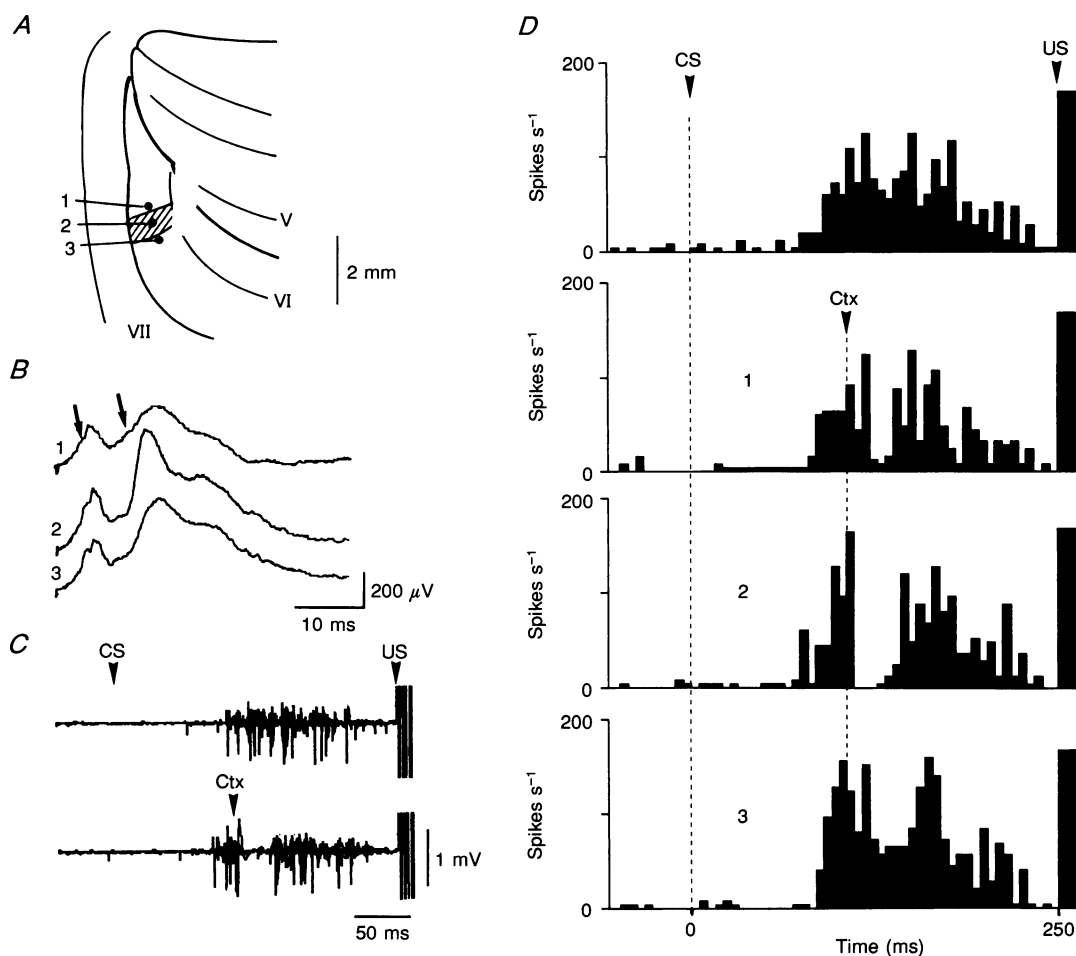 A
1
2
3
V
VI
VII
2 mm
B
1
2
3
200 μV
10 ms
C
CS
US
Ctx
1 mV
50 ms
D
CS
US
200
Spikes s⁻¹
0
200
Ctx
Spikes s⁻¹
1
0
200
Spikes s⁻¹
2
0
200
Spikes s⁻¹
3
0
0
250
Time (ms)